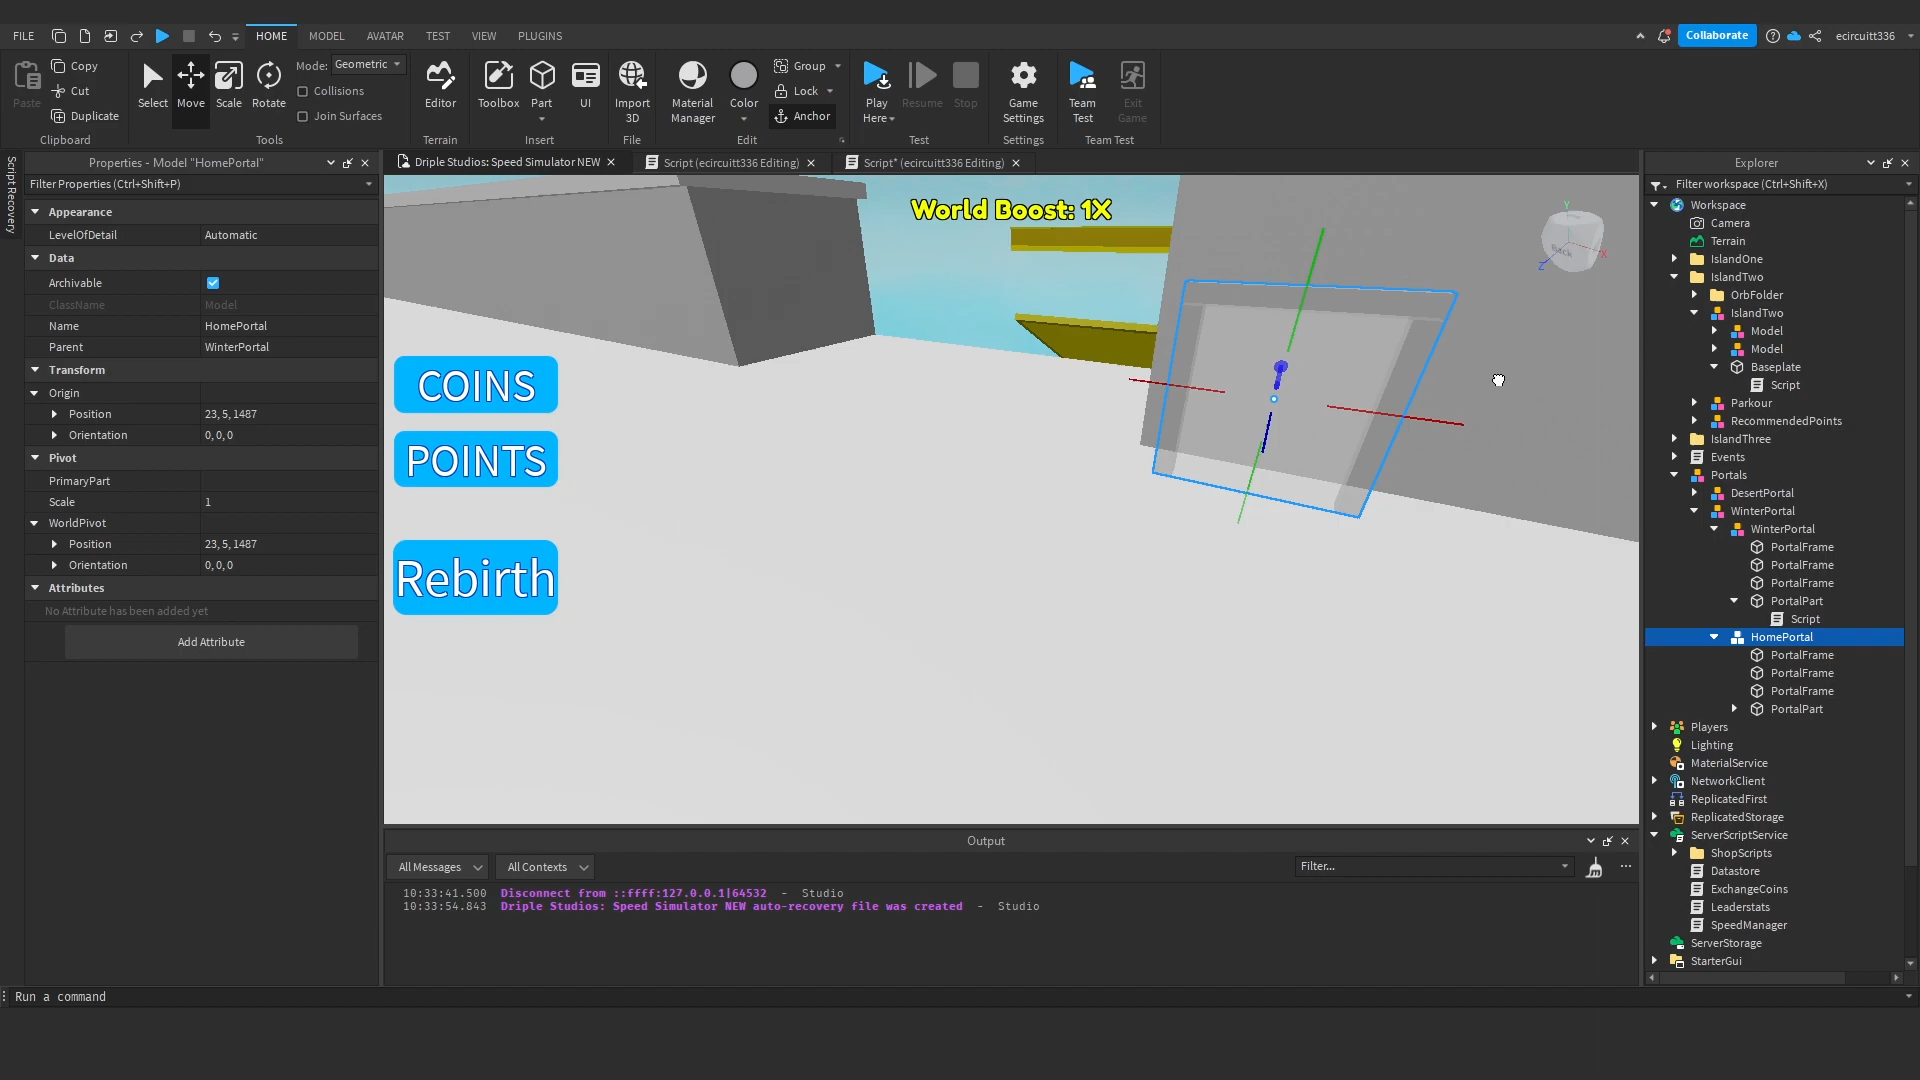 FILE HOME MODEL AVATAR TEST VIEW PLUGINS Collaborate ecircuitt336
Paste Copy Cut Duplicate Clipboard
Select Move Scale Rotate Mode: Geometric Collisions Join Surfaces Tools
Editor Terrain
Toolbox Part UI Insert
Import 3D File
Material Manager Color Group Lock Anchor Edit
Play Here Resume Stop Test
Game Settings Settings
Team Test Exit Game Team Test
Script Recovery
Properties - Model "HomePortal"
Filter Properties (Ctrl+Shift+P)
Appearance
LevelOfDetail Automatic
Data
Archivable
ClassName Model
Name HomePortal
Parent WinterPortal
Transform
Origin
Position 23, 5, 1487
Orientation 0, 0, 0
Pivot
PrimaryPart
Scale 1
WorldPivot
Position 23, 5, 1487
Orientation 0, 0, 0
Attributes
No Attribute has been added yet
Add Attribute
Driple Studios: Speed Simulator NEW
Script (ecircuitt336 Editing)
Script* (ecircuitt336 Editing)
World Boost: 1X
COINS
POINTS
Rebirth
Y
X
Z
Back
Output
All Messages All Contexts Filter...
10:33:41.500 Disconnect from ::ffff:127.0.0.1|64532 - Studio
10:33:54.843 Driple Studios: Speed Simulator NEW auto-recovery file was created - Studio
Explorer
Filter workspace (Ctrl+Shift+X)
Workspace
Camera
Terrain
IslandOne
IslandTwo
OrbFolder
IslandTwo
Model
Model
Baseplate
Script
Parkour
RecommendedPoints
IslandThree
Events
Portals
DesertPortal
WinterPortal
WinterPortal
PortalFrame
PortalFrame
PortalFrame
PortalPart
Script
HomePortal
PortalFrame
PortalFrame
PortalFrame
PortalPart
Players
Lighting
MaterialService
NetworkClient
ReplicatedFirst
ReplicatedStorage
ServerScriptService
ShopScripts
Datastore
ExchangeCoins
Leaderstats
SpeedManager
ServerStorage
StarterGui
Run a command